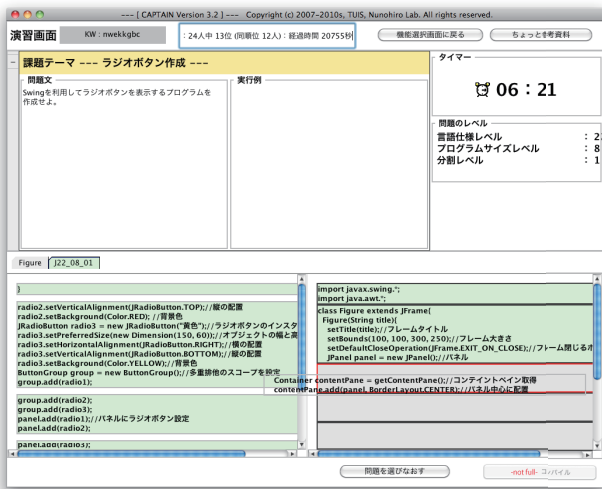 --- [ CAPTAIN Version 3.2 ] --- Copyright (c) 2007-2010s, TUIS, Nunohiro Lab. All rights reserved.
演習画面
KW : nwekkgbc
: 24人中 13位 (同順位 12人) : 経過時間 20755秒
機能選択画面に戻る
ちょっと参考資料
課題テーマ --- ラジオボタン作成 ---
問題文
Swingを利用してラジオボタンを表示するプログラムを
作成せよ。
実行例
タイマー
06 : 21
問題のレベル
言語仕様レベル : 2
プログラムサイズレベル : 8
分割レベル : 1
Figure
J22_08_01
}
radio2.setVerticalAlignment(JRadioButton.TOP);//縦の配置
radio2.setBackground(Color.RED); //背景色
JRadioButton radio3 = new JRadioButton("黄色");//ラジオボタンのインスタ
radio3.setPreferredSize(new Dimension(150, 60));//オブジェクトの幅と高
radio3.setHorizontalAlignment(JRadioButton.RIGHT);//横の配置
radio3.setVerticalAlignment(JRadioButton.BOTTOM);//縦の配置
radio3.setBackground(Color.YELLOW);//背景色
ButtonGroup group = new ButtonGroup();//多重排他のスコープを設定
group.add(radio1);
group.add(radio2);
group.add(radio3);
panel.add(radio1);//パネルにラジオボタン設定
panel.add(radio2);
panel.add(radio3);
import javax.swing.*;
import java.awt.*;
class Figure extends JFrame{
Figure(String title){
setTitle(title);//フレームタイトル
setBounds(100, 100, 300, 250);//フレーム大きさ
setDefaultCloseOperation(JFrame.EXIT_ON_CLOSE);//フレーム閉じるボ
JPanel panel = new JPanel();//パネル
Container contentPane = getContentPane();//コンテイントペイン取得
contentPane.add(panel, BorderLayout.CENTER);//パネル中心に配置
問題を選びなおす
-not full- コンパイル